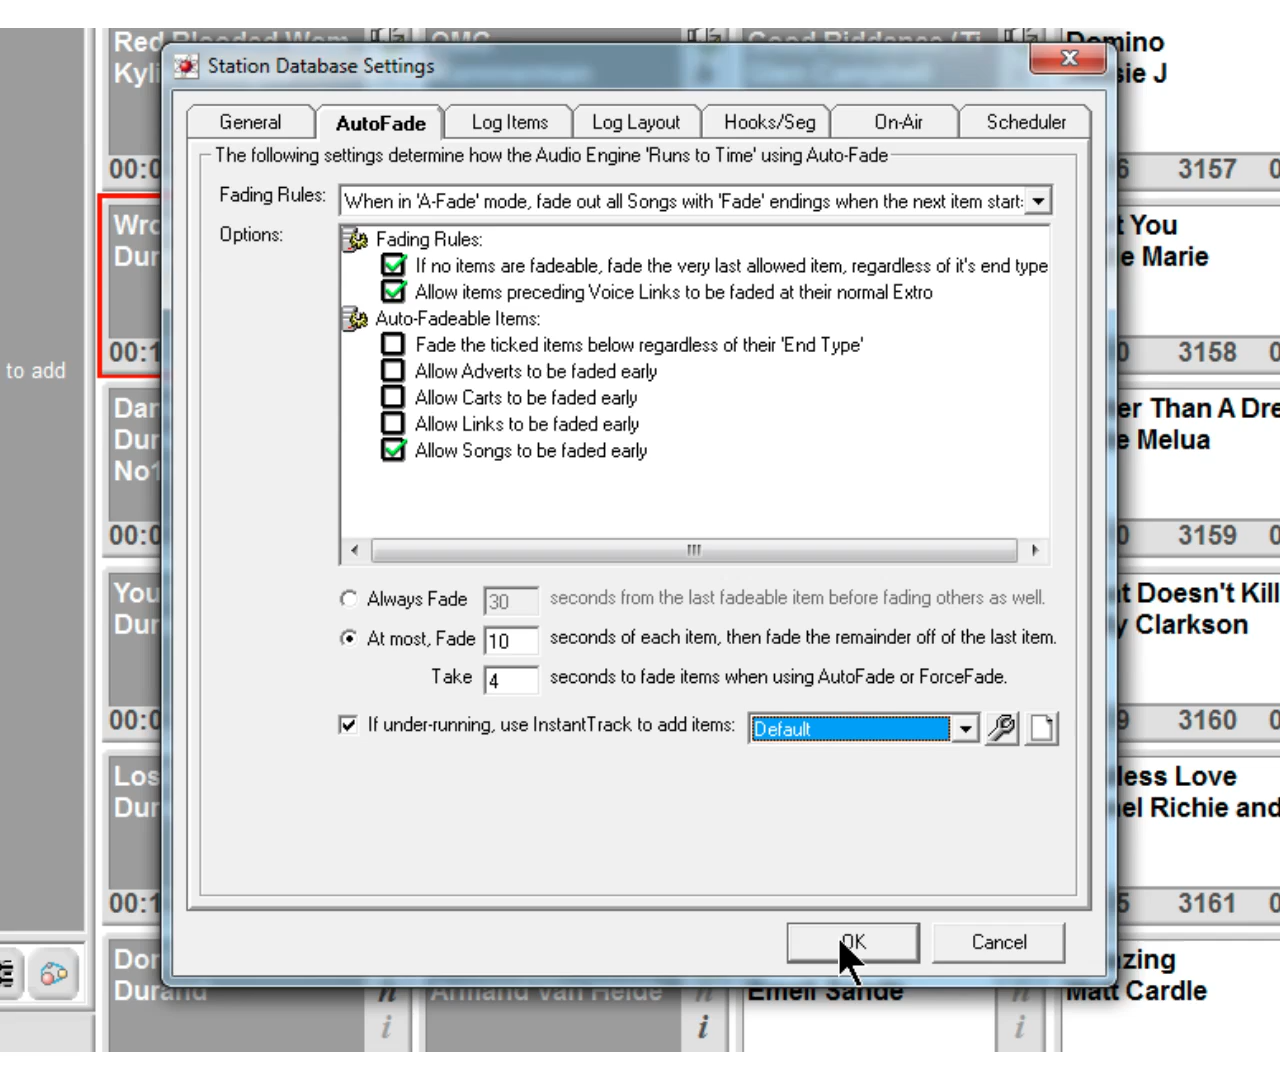 Red Blooded Wom
Kyli
OMC
Good Riddance (Ti
Domino
sie J
Station Database Settings
General
AutoFade
Log Items
Log Layout
Hooks/Seg
On-Air
Scheduler
The following settings determine how the Audio Engine 'Runs to Time' using Auto-Fade
00:0
6 3157 0
Fading Rules:
When in 'A-Fade' mode, fade out all Songs with 'Fade' endings when the next item start:
Wro
Dur
t You
e Marie
Options:
Fading Rules:
If no items are fadeable, fade the very last allowed item, regardless of it's end type
Allow items preceding Voice Links to be faded at their normal Extro
Auto-Fadeable Items:
Fade the ticked items below regardless of their 'End Type'
Allow Adverts to be faded early
Allow Carts to be faded early
Allow Links to be faded early
Allow Songs to be faded early
00:1
0 3158 0
to add
Dar
Dur
No1
er Than A Dre
e Melua
00:0
0 3159 0
You
Dur
t Doesn't Kill
y Clarkson
Always Fade 30 seconds from the last fadeable item before fading others as well.
At most, Fade 10 seconds of each item, then fade the remainder off of the last item.
Take 4 seconds to fade items when using AutoFade or ForceFade.
If under-running, use InstantTrack to add items: Default
00:0
9 3160 0
Los
Dur
less Love
el Richie and
00:1
5 3161 0
OK
Cancel
Dor
Durand
Armand Van Helde
Emeli Sande
zing
Matt Cardle
n
n
n
i
i
i